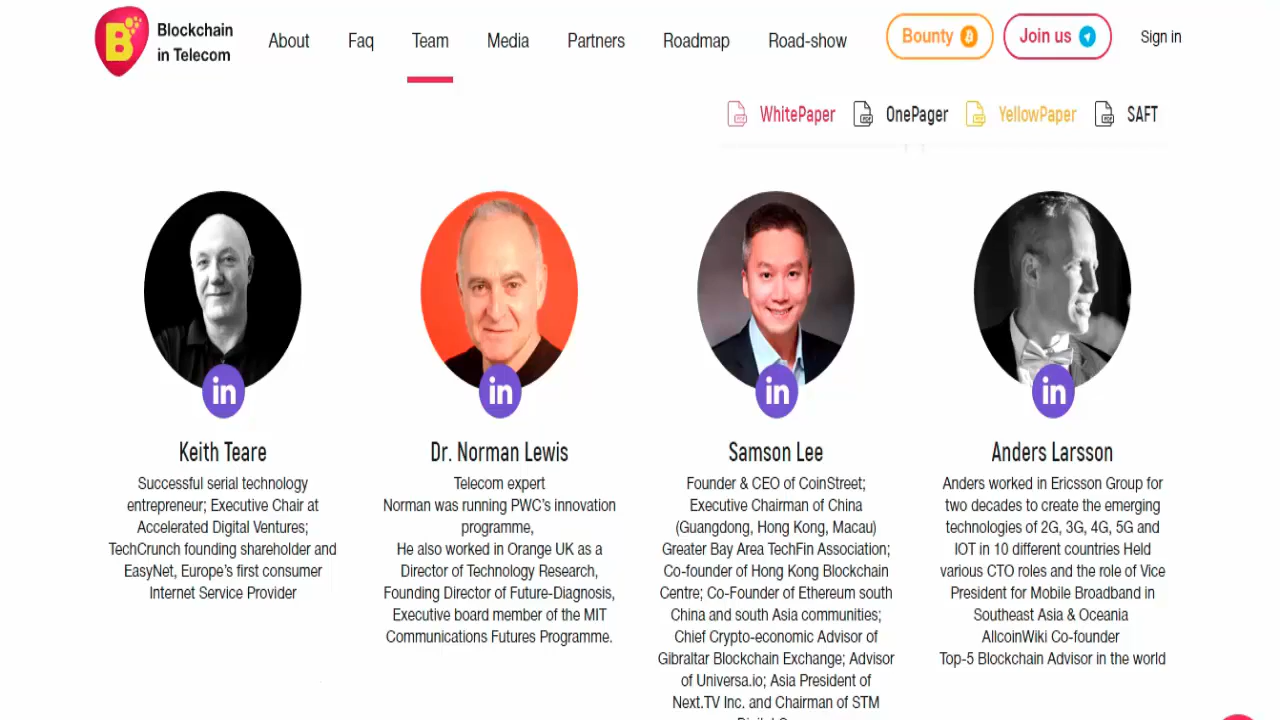 Blockchain
in Telecom
About Faq Team Media Partners Roadmap Road-show Bounty Join us Sign in
WhitePaper OnePager YellowPaper SAFT
in in in in
Keith Teare
Successful serial technology
entrepreneur; Executive Chair at
Accelerated Digital Ventures;
TechCrunch founding shareholder and
EasyNet, Europe's first consumer
Internet Service Provider
Dr. Norman Lewis
Telecom expert
Norman was running PWC's innovation
programme,
He also worked in Orange UK as a
Director of Technology Research,
Founding Director of Future-Diagnosis,
Executive board member of the MIT
Communications Futures Programme.
Samson Lee
Founder & CEO of CoinStreet;
Executive Chairman of China
(Guangdong, Hong Kong, Macau)
Greater Bay Area TechFin Association;
Co-founder of Hong Kong Blockchain
Centre; Co-Founder of Ethereum south
China and south Asia communities;
Chief Crypto-economic Advisor of
Gibraltar Blockchain Exchange; Advisor
of Universa.io; Asia President of
Next.TV Inc. and Chairman of STM
Anders Larsson
Anders worked in Ericsson Group for
two decades to create the emerging
technologies of 2G, 3G, 4G, 5G and
IOT in 10 different countries Held
various CTO roles and the role of Vice
President for Mobile Broadband in
Southeast Asia & Oceania
AllcoinWiki Co-founder
Top-5 Blockchain Advisor in the world